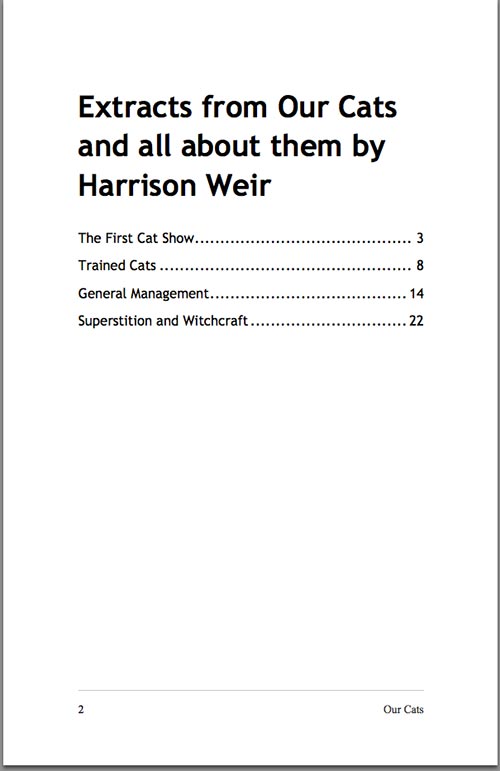 Extracts from Our Cats
and all about them by
Harrison Weir
The First Cat Show........................................... 3
Trained Cats .................................................. 8
General Management....................................... 14
Superstition and Witchcraft............................... 22
2 Our Cats